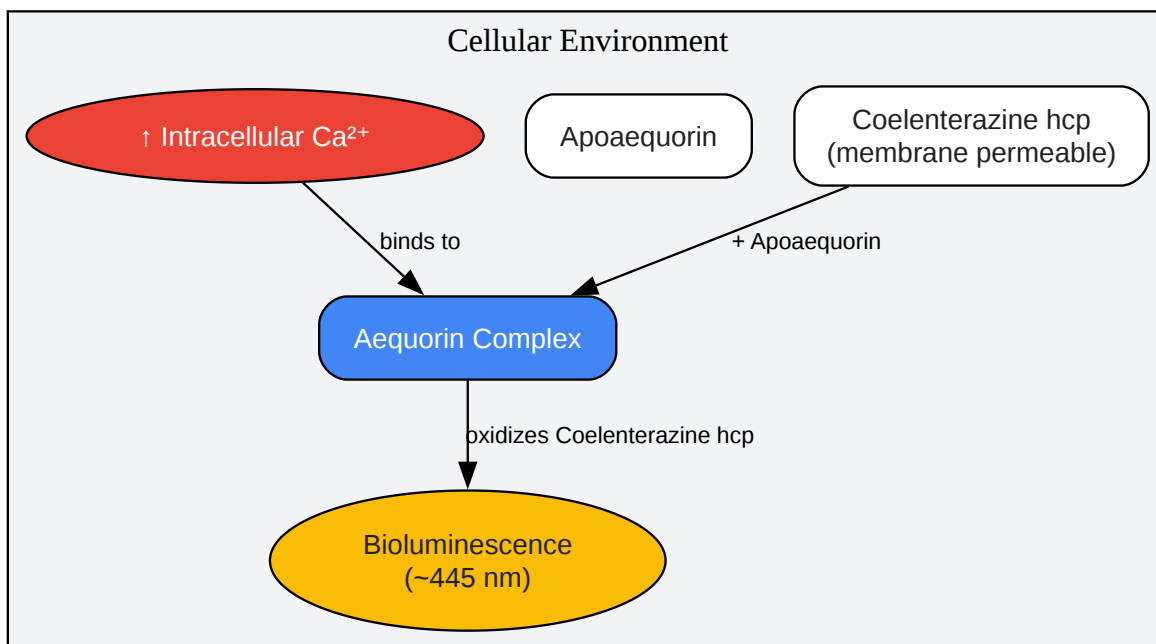 Cellular Environment
↑ Intracellular Ca²⁺
Apoaequorin
Coelenterazine hcp
(membrane permeable)
binds to
+ Apoaequorin
Aequorin Complex
oxidizes Coelenterazine hcp
Bioluminescence
(~445 nm)